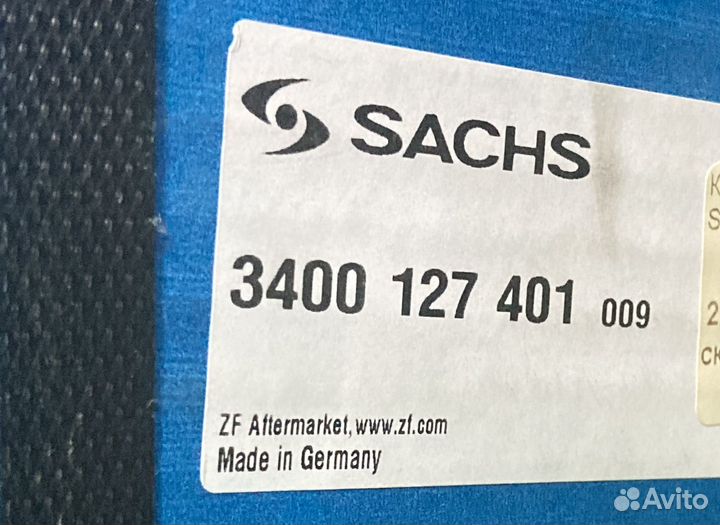 SACHS
3400 127 401 009
ZF Aftermarket, www.zf.com
Made in Germany
Avito